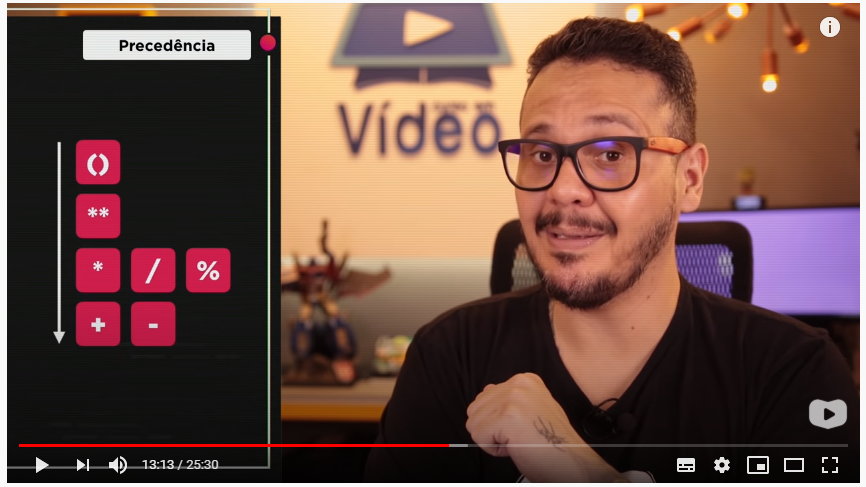 Precedência
()
**
* / %
+ -
Vídeo
i
13:13 / 25:30